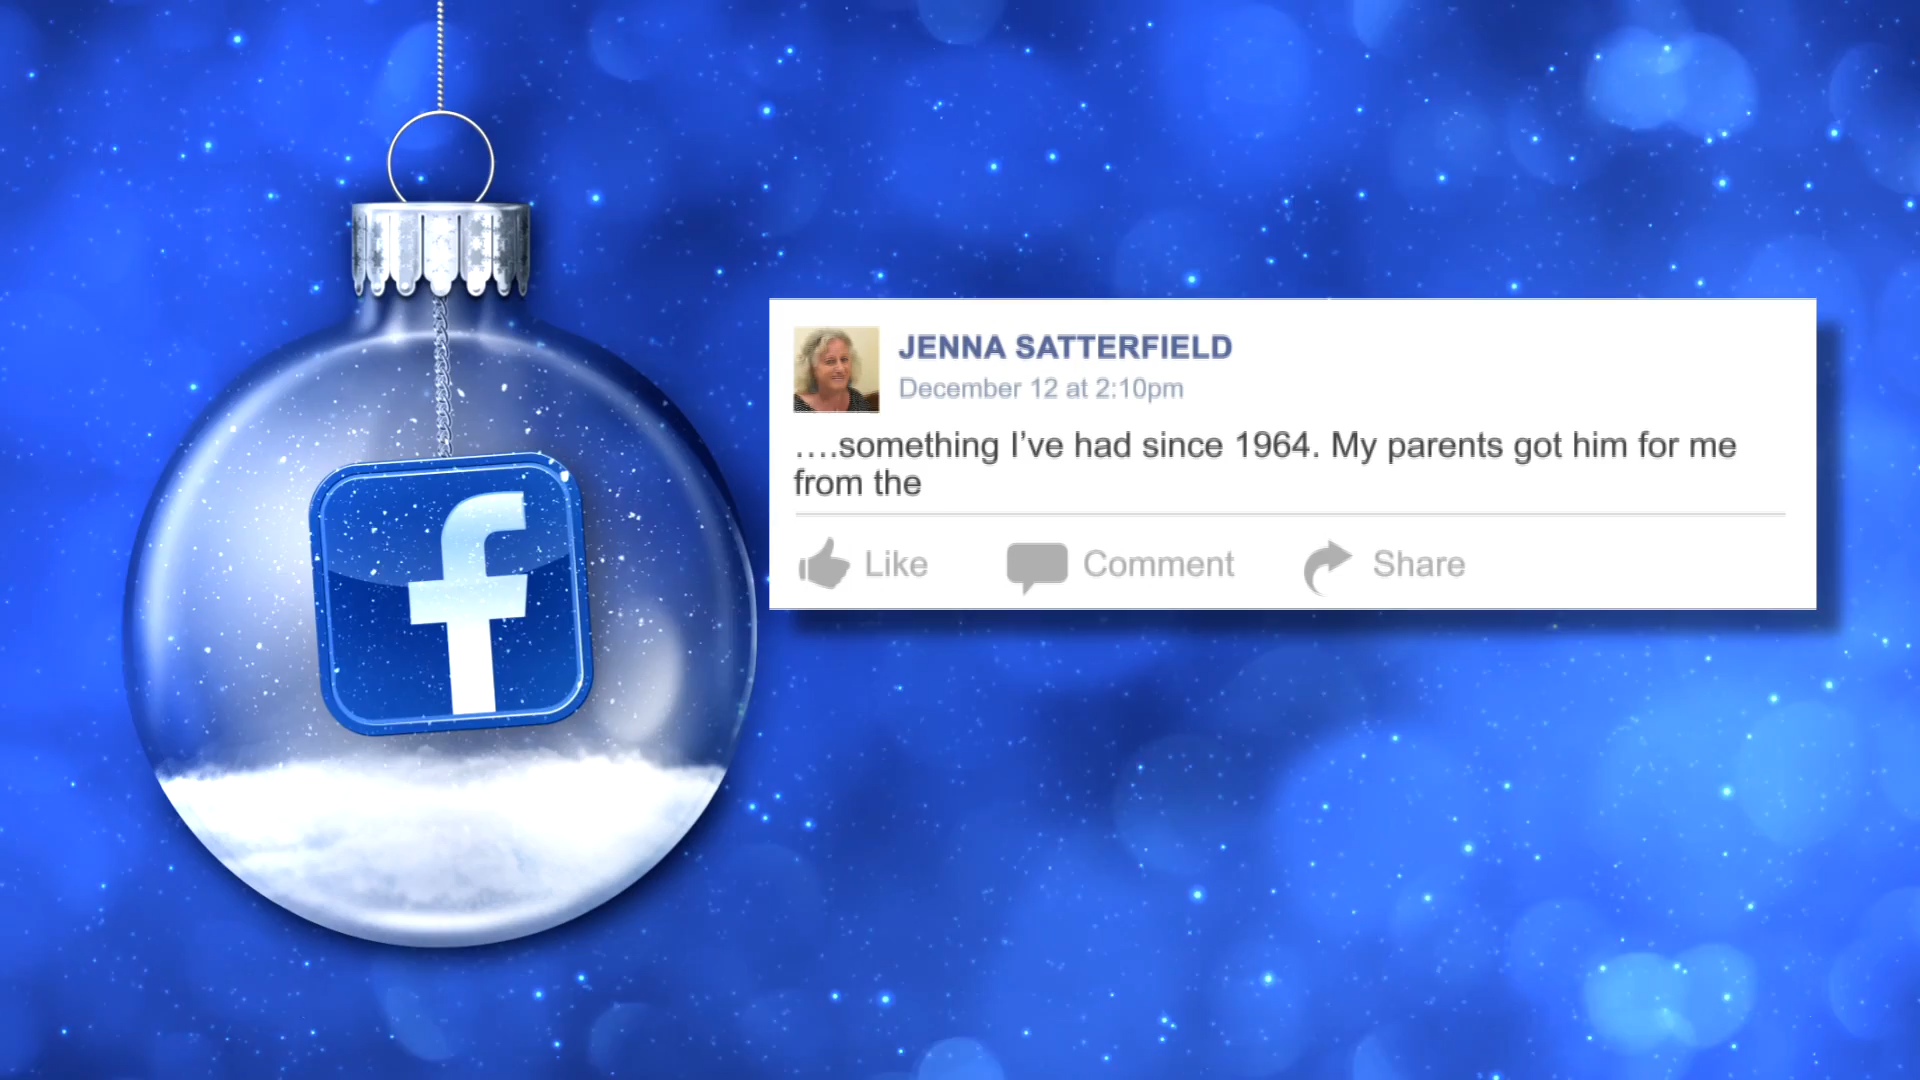 f
JENNA SATTERFIELD
December 12 at 2:10pm
....something I’ve had since 1964. My parents got him for me
from the
Like Comment Share